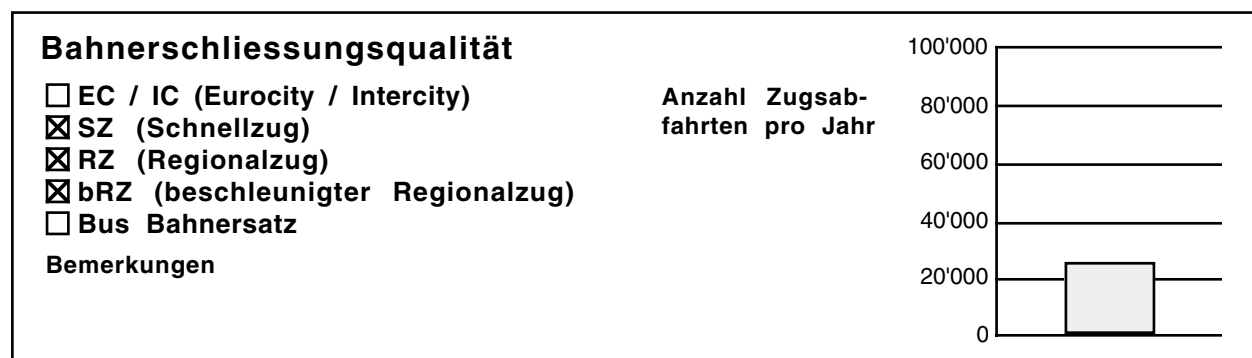 Bahnerschliessungsqualität
☐ EC / IC (Eurocity / Intercity)
☒ SZ (Schnellzug)
☒ RZ (Regionalzug)
☒ bRZ (beschleunigter Regionalzug)
☐ Bus Bahnersatz
Bemerkungen
Anzahl Zugsab-
fahrten pro Jahr
100'000
80'000
60'000
40'000
20'000
0